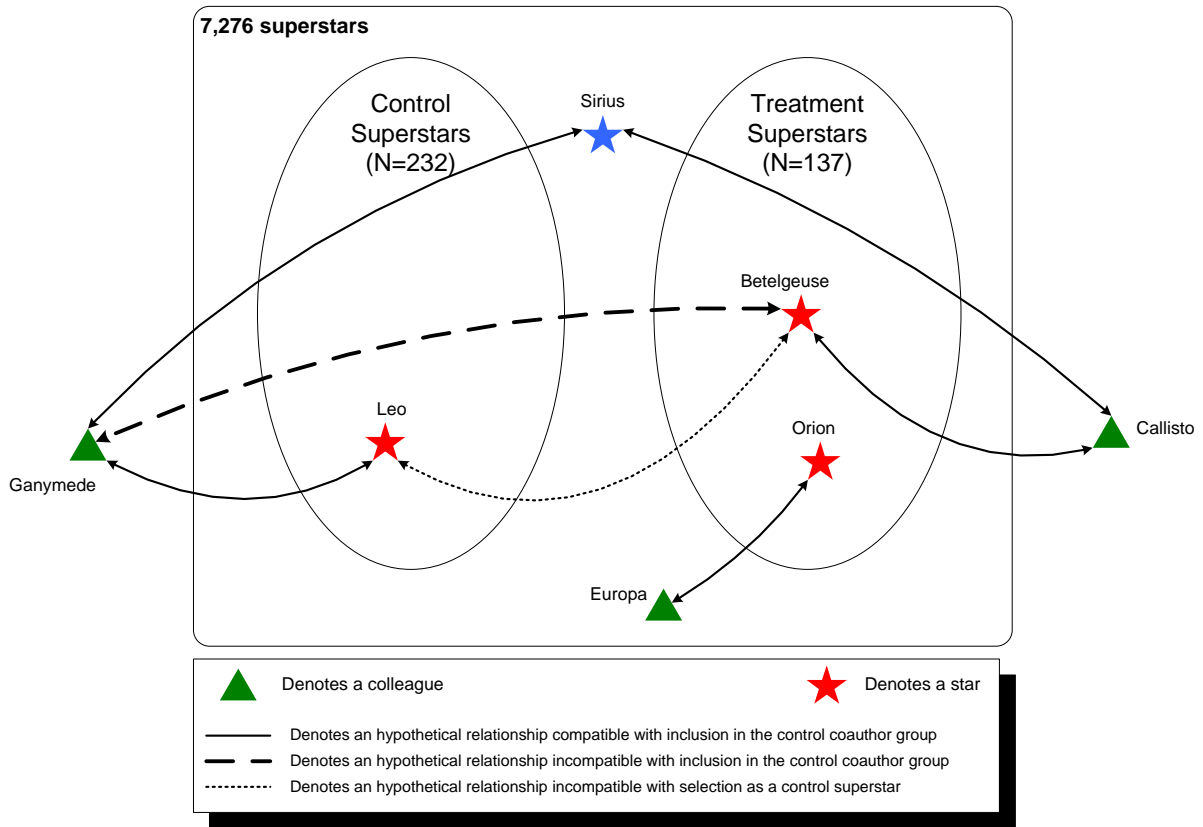 7,276 superstars
Control
Superstars
(N=232)
Sirius
Treatment
Superstars
(N=137)
Betelgeuse
Leo
Orion
Callisto
Ganymede
Europa
Denotes a colleague
Denotes a star
Denotes an hypothetical relationship compatible with inclusion in the control coauthor group
Denotes an hypothetical relationship incompatible with inclusion in the control coauthor group
Denotes an hypothetical relationship incompatible with selection as a control superstar